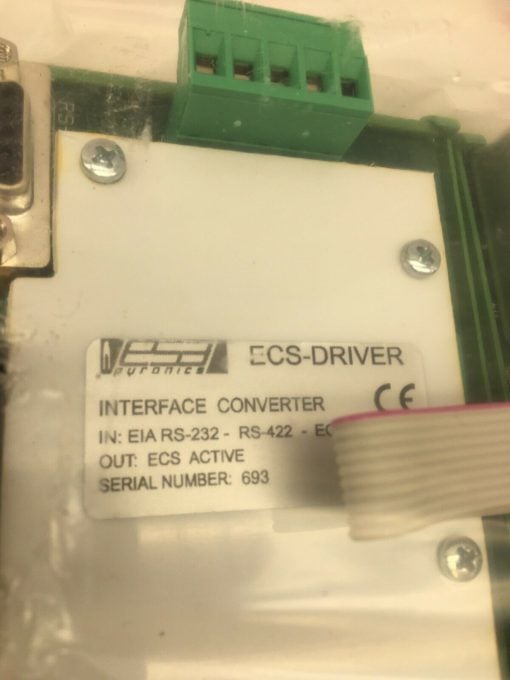 RS
ESA
pyronics
ECS-DRIVER
INTERFACE CONVERTER CE
IN: EIA RS-232 - RS-422 -
OUT: ECS ACTIVE
SERIAL NUMBER: 693